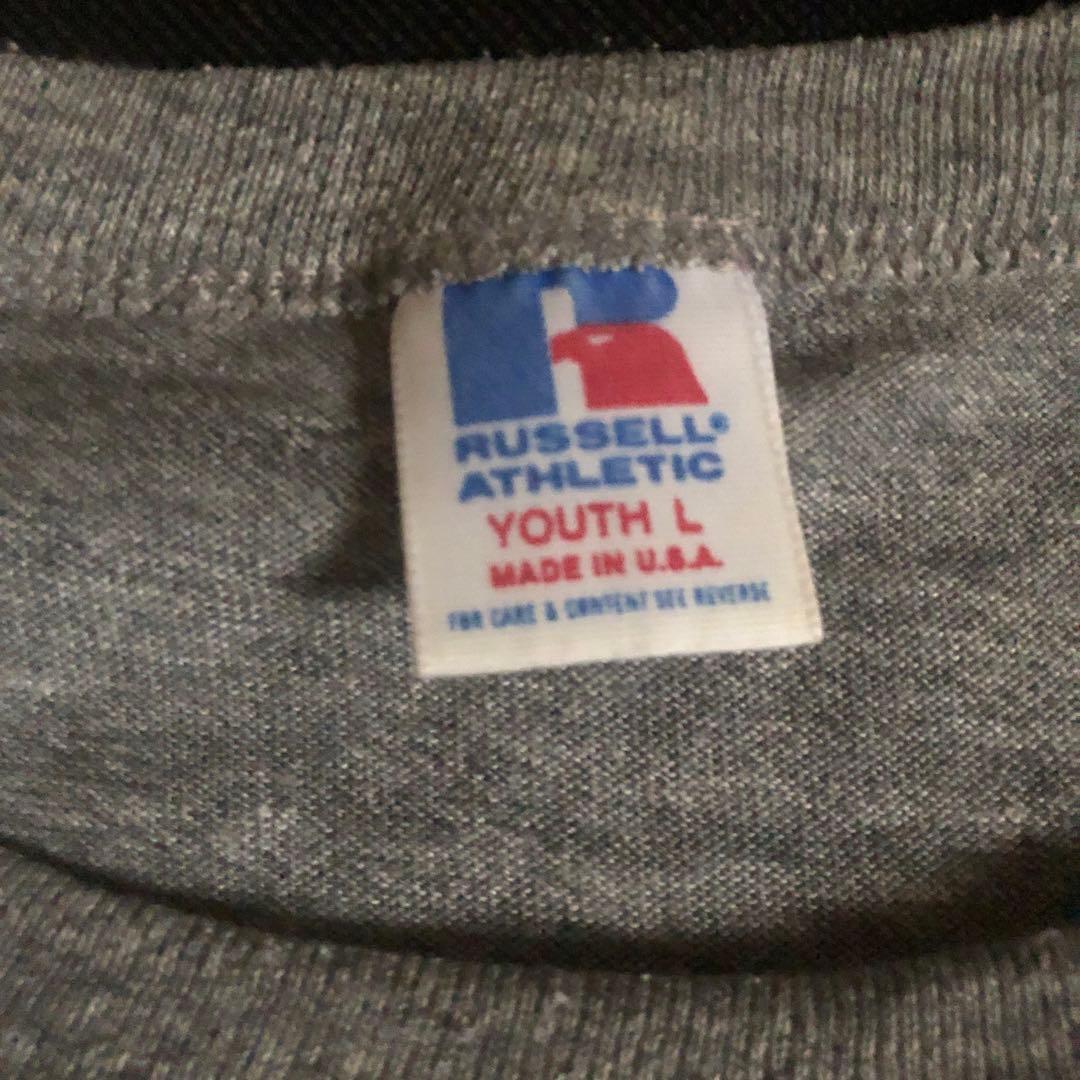 R
RUSSELL®
ATHLETIC
YOUTH L
MADE IN U.S.A.
FOR CARE & CONTENT SEE REVERSE